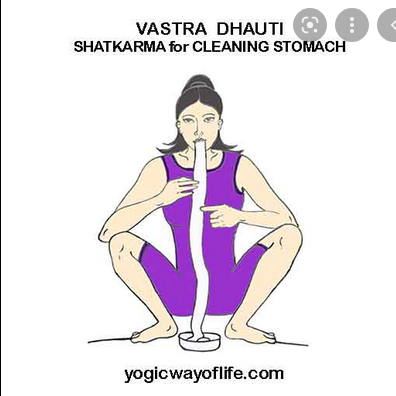 VASTRA DHAUTI
SHATKARMA for CLEANING STOMACH
yogicwayoflife.com